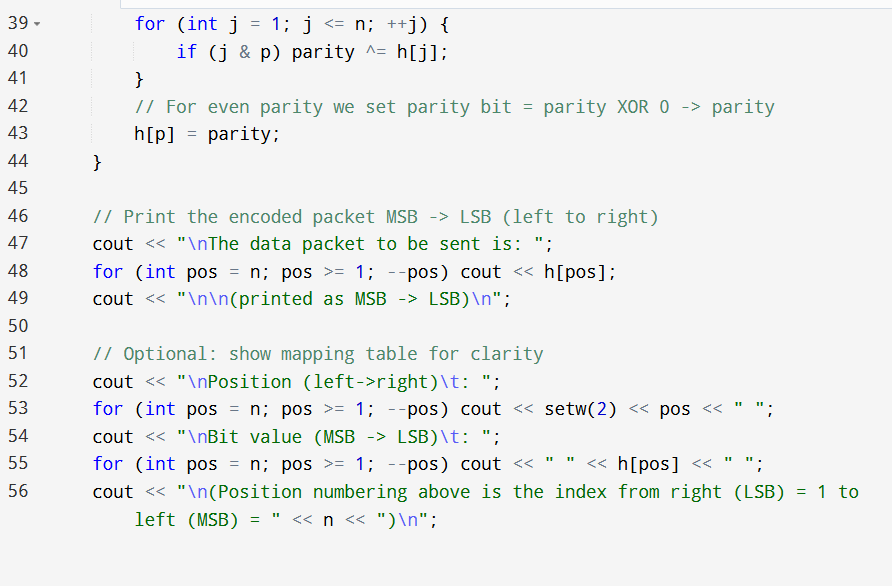 39 for (int j = 1; j <= n; ++j) {
40 if (j & p) parity ^= h[j];
41 }
42 // For even parity we set parity bit = parity XOR 0 -> parity
43 h[p] = parity;
44 }
45
46 // Print the encoded packet MSB -> LSB (left to right)
47 cout << "\nThe data packet to be sent is: ";
48 for (int pos = n; pos >= 1; --pos) cout << h[pos];
49 cout << "\n\n(printed as MSB -> LSB)\n";
50
51 // Optional: show mapping table for clarity
52 cout << "\nPosition (left->right)\t: ";
53 for (int pos = n; pos >= 1; --pos) cout << setw(2) << pos << " ";
54 cout << "\nBit value (MSB -> LSB)\t: ";
55 for (int pos = n; pos >= 1; --pos) cout << " " << h[pos] << " ";
56 cout << "\n(Position numbering above is the index from right (LSB) = 1 to
left (MSB) = " << n << ")\n";